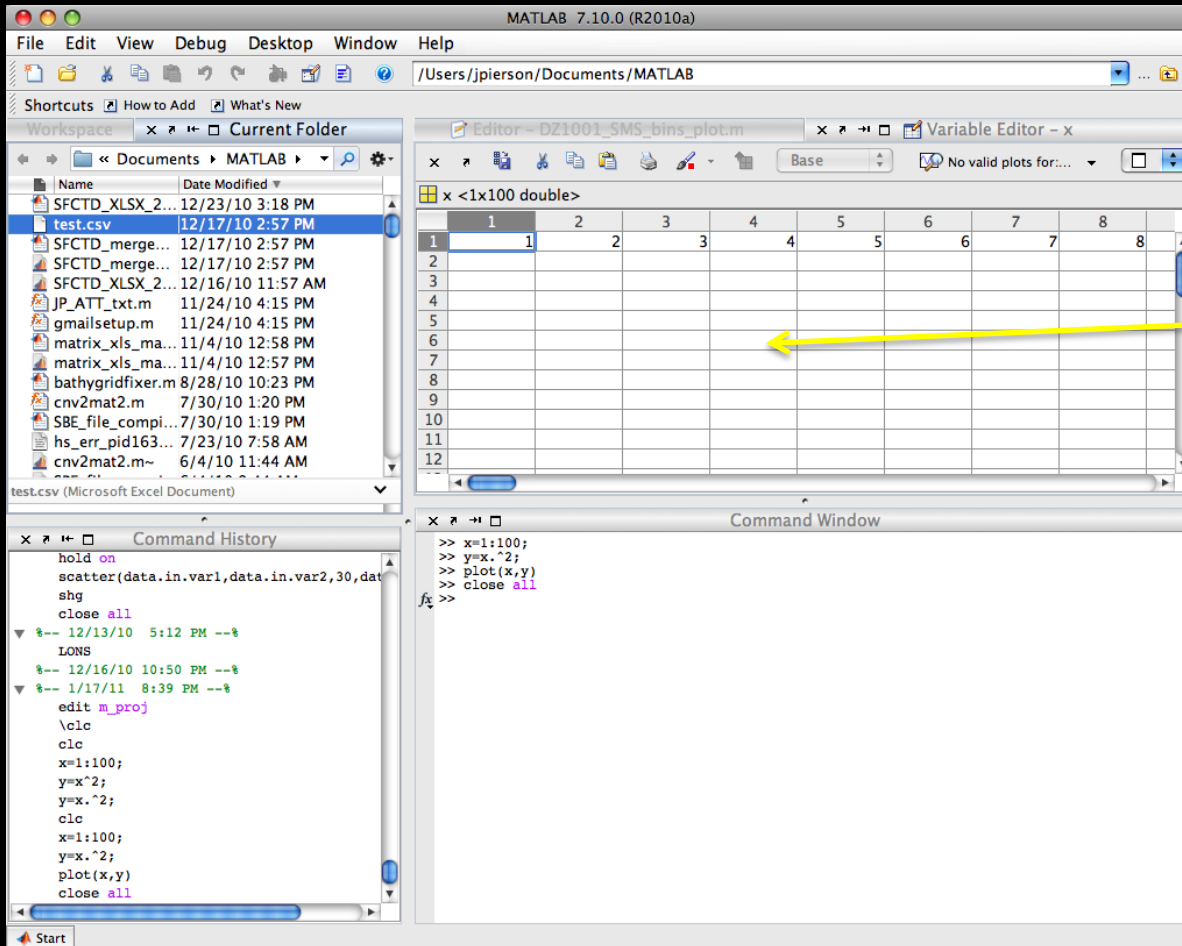 MATLAB 7.10.0 (R2010a)
File Edit View Debug Desktop Window Help
/Users/jpierson/Documents/MATLAB ...
Shortcuts How to Add What's New
Workspace Current Folder
« Documents MATLAB
Name Date Modified
SFCTD_XLSX_2... 12/23/10 3:18 PM
test.csv 12/17/10 2:57 PM
SFCTD_merge... 12/17/10 2:57 PM
SFCTD_merge... 12/17/10 2:57 PM
SFCTD_XLSX_2... 12/16/10 11:57 AM
JP_ATT_txt.m 11/24/10 4:15 PM
gmailsetup.m 11/24/10 4:15 PM
matrix_xls_ma... 11/4/10 12:58 PM
matrix_xls_ma... 11/4/10 12:57 PM
bathygridfixer.m 8/28/10 10:23 PM
cnv2mat2.m 7/30/10 1:20 PM
SBE_file_compi... 7/30/10 1:19 PM
hs_err_pid163... 7/23/10 7:58 AM
cnv2mat2.m~ 6/4/10 11:44 AM
test.csv (Microsoft Excel Document)
Editor - DZ1001_SMS_bins_plot.m Variable Editor - x
Base No valid plots for:...
x <1x100 double>
1 2 3 4 5 6 7 8
1 1 2 3 4 5 6 7 8
2
3
4
5
6
7
8
9
10
11
12
Command History
hold on
scatter(data.in.var1,data.in.var2,30,dat
shg
close all
%-- 12/13/10 5:12 PM --%
LONS
%-- 12/16/10 10:50 PM --%
%-- 1/17/11 8:39 PM --%
edit m_proj
\clc
clc
x=1:100;
y=x^2;
y=x.^2;
clc
x=1:100;
y=x.^2;
plot(x,y)
close all
Command Window
>> x=1:100;
>> y=x.^2;
>> plot(x,y)
>> close all
fx >>
Start